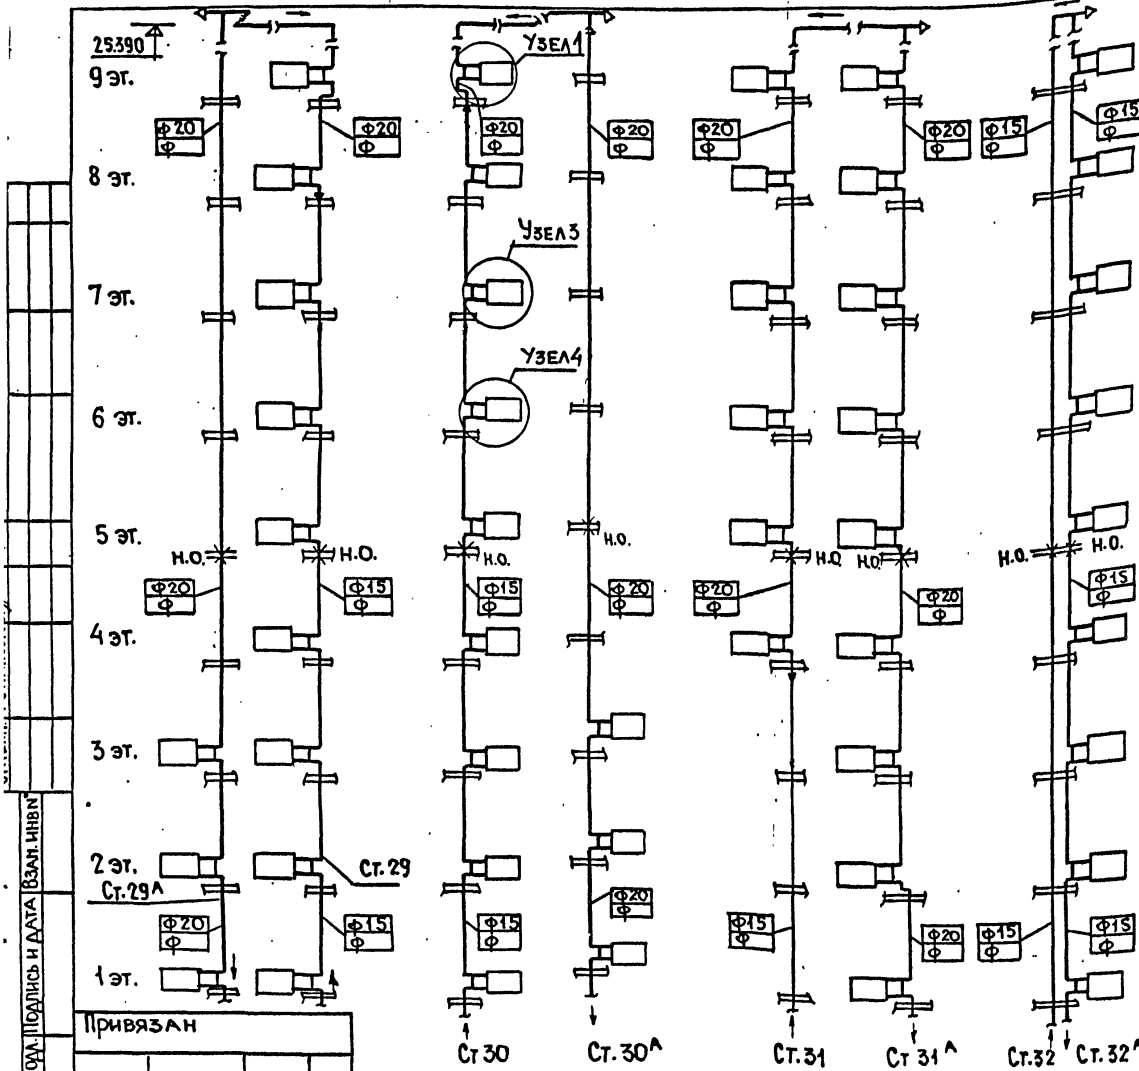 25.390
9 эт.
Узел1
Ф20
Ф
Ф20
Ф
Ф20
Ф
Ф20
Ф
Ф20
Ф
Ф20
Ф
Ф15
Ф
Ф15
Ф
8 эт.
Узел3
7 эт.
Узел4
6 эт.
5 эт.
Н.О.
Н.О.
Н.О.
Н.О.
Н.О.
Н.О.
Н.О.
Н.О.
Ф20
Ф
Ф15
Ф
Ф15
Ф
Ф20
Ф
Ф20
Ф
Ф20
Ф
Ф15
Ф
4 эт.
3 эт.
2 эт.
Ст.29
Ст.29А
Ф20
Ф
Ф15
Ф
Ф15
Ф
Ф20
Ф
Ф15
Ф
Ф20
Ф
Ф15
Ф
Ф15
Ф
1 эт.
Привязан
Ст 30
Ст.30А
Ст.31
Ст 31А
Ст.32
Ст.32А
Подпись и дата
Взам. инв№